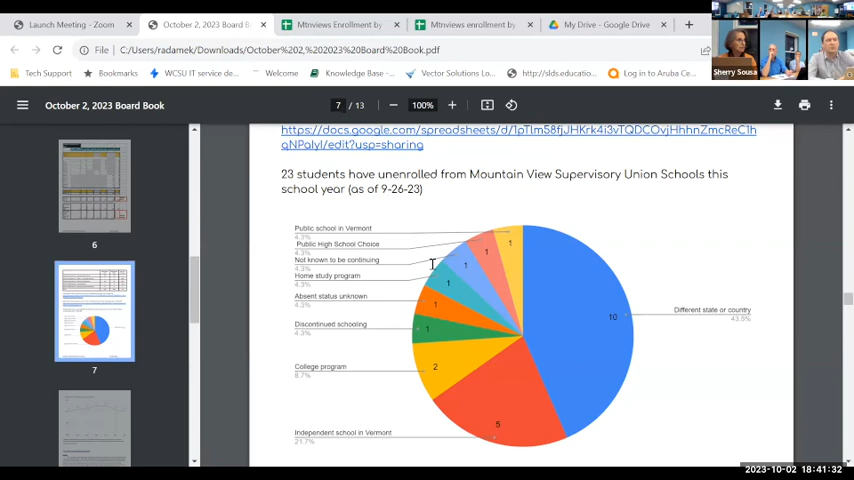 Launch Meeting - Zoom
October 2, 2023 Board Book.pdf
Mtnviews Enrollment by
Mtnviews enrollment by
My Drive - Google Drive
File
C:/Users/radamek/Downloads/October%202,%202023%20Board%20Book.pdf
Tech Support
Bookmarks
WCSU IT service de...
Welcome
Knowledge Base -...
Vector Solutions Lo...
http://slds.educatio...
Log in to Aruba Ce...
Sherry Sousa
October 2, 2023 Board Book
7 / 13
100%
https://docs.google.com/spreadsheets/d/1pTlm58fjJHKrk4i3vTQDCOvjHhhnZmcReC1h
qNPaIyI/edit?usp=sharing
23 students have unenrolled from Mountain View Supervisory Union Schools this
school year (as of 9-26-23)
Public school in Vermont
4.3%
Public High School Choice
4.3%
Not known to be continuing
4.3%
Home study program
4.3%
Absent status unknown
4.3%
Discontinued schooling
4.3%
College program
8.7%
Independent school in Vermont
21.7%
Different state or country
43.5%
10
5
2
1
1
1
1
1
1
6
7
2023-10-02 18:41:32